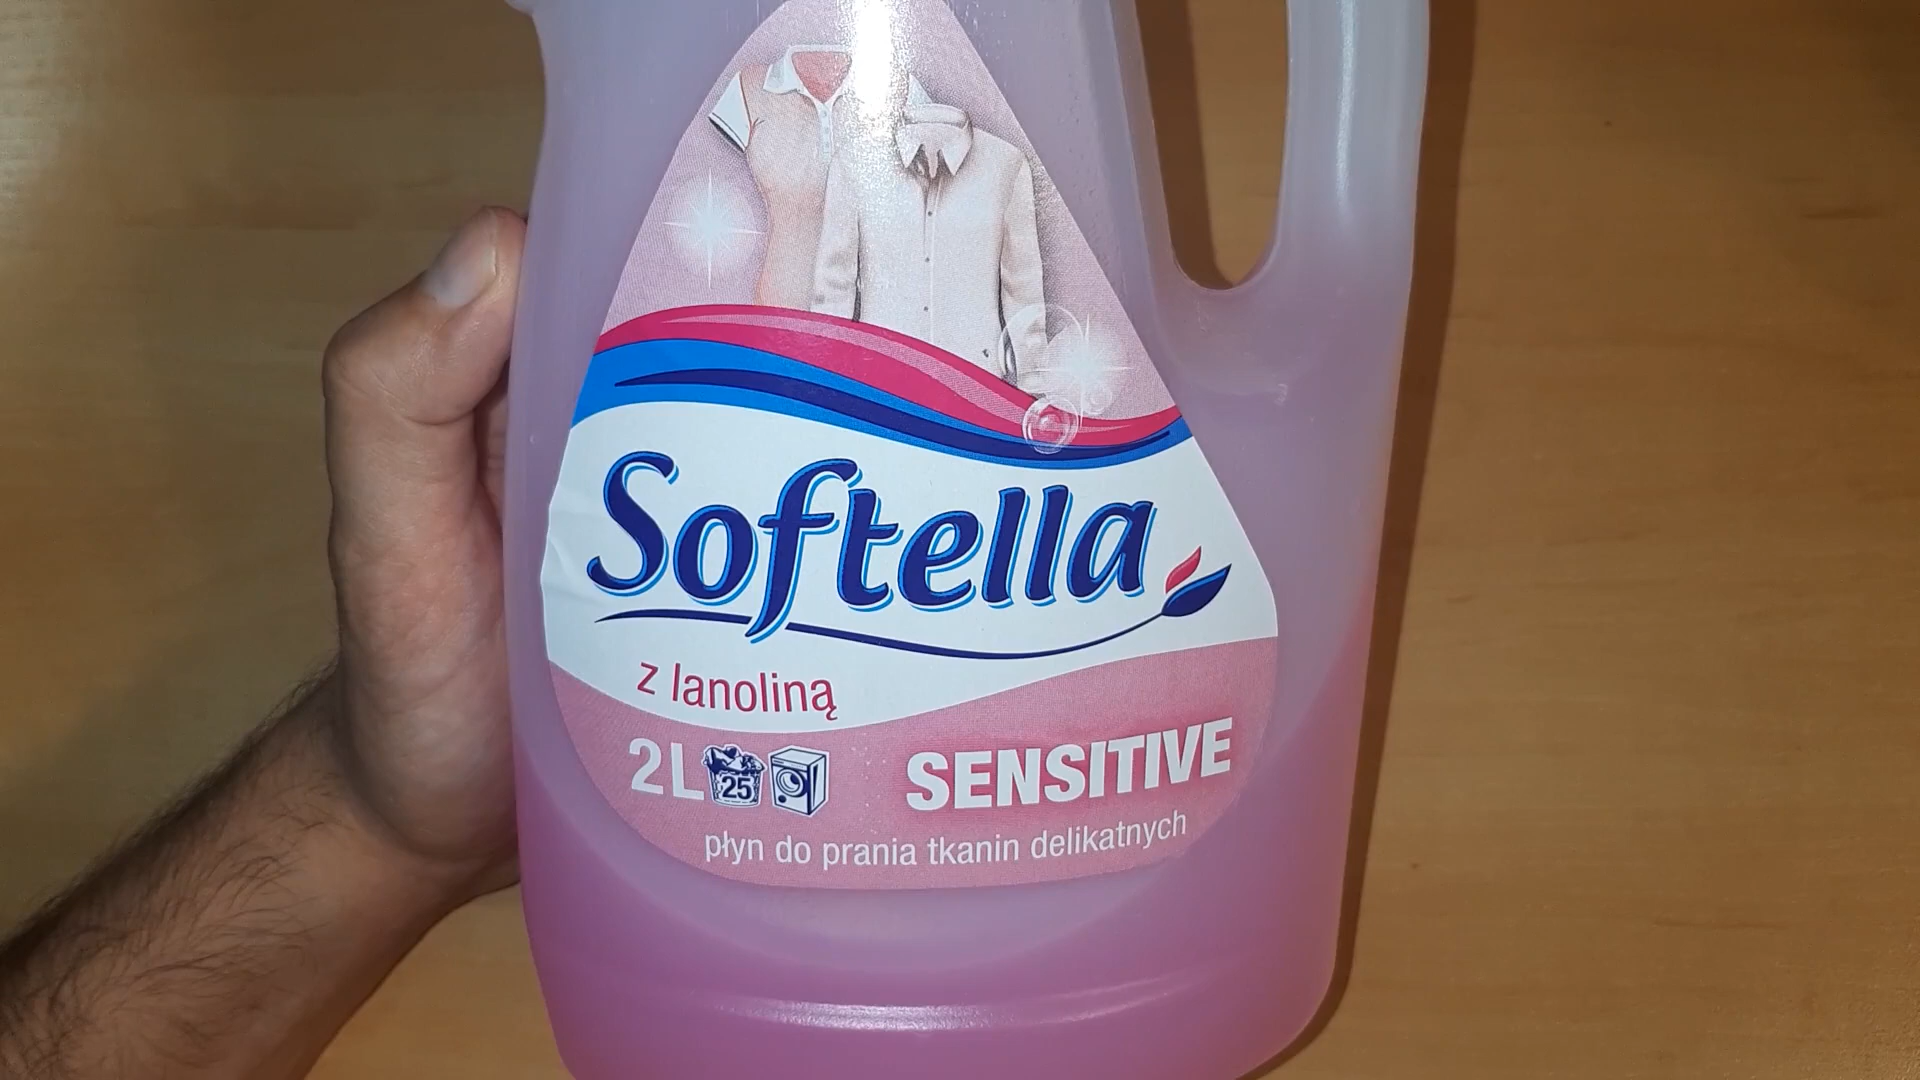 Softella
z lanoliną
2L 25 SENSITIVE
płyn do prania tkanin delikatnych